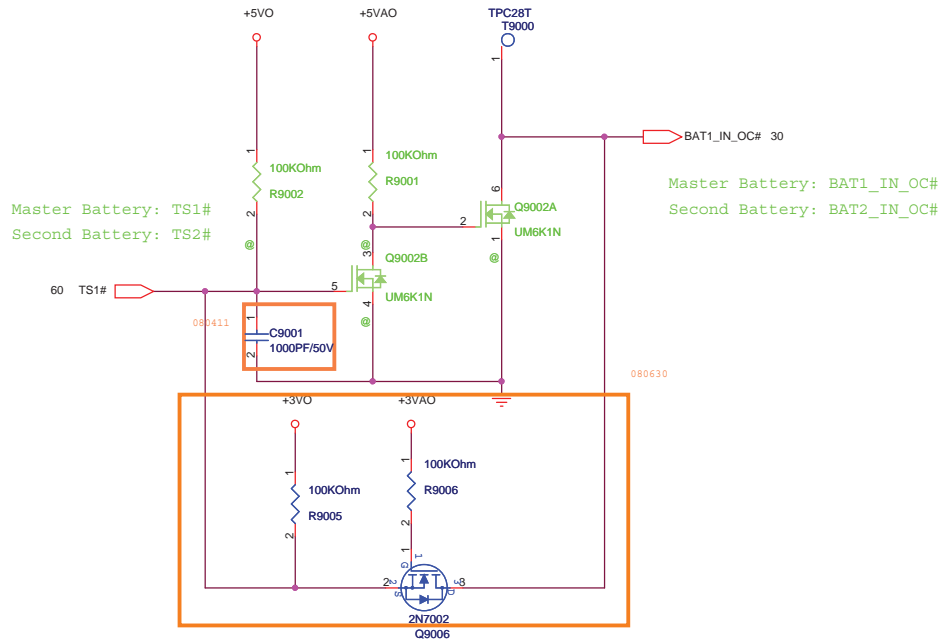 +5VO
+5VAO
TPC28T
T9000
1
BAT1_IN_OC# 30
1
100KOhm
R9002
2
@
1
100KOhm
R9001
2
@
Master Battery: TS1#
Second Battery: TS2#
Master Battery: BAT1_IN_OC#
Second Battery: BAT2_IN_OC#
6
Q9002A
2
UM6K1N
1
@
3
Q9002B
5
UM6K1N
4
@
60 TS1#
080411
1
C9001
1000PF/50V
2
080630
+3VO
+3VAO
1
100KOhm
R9005
2
1
100KOhm
R9006
2
1
1
G
2
2
S
3
D
3
2N7002
Q9006